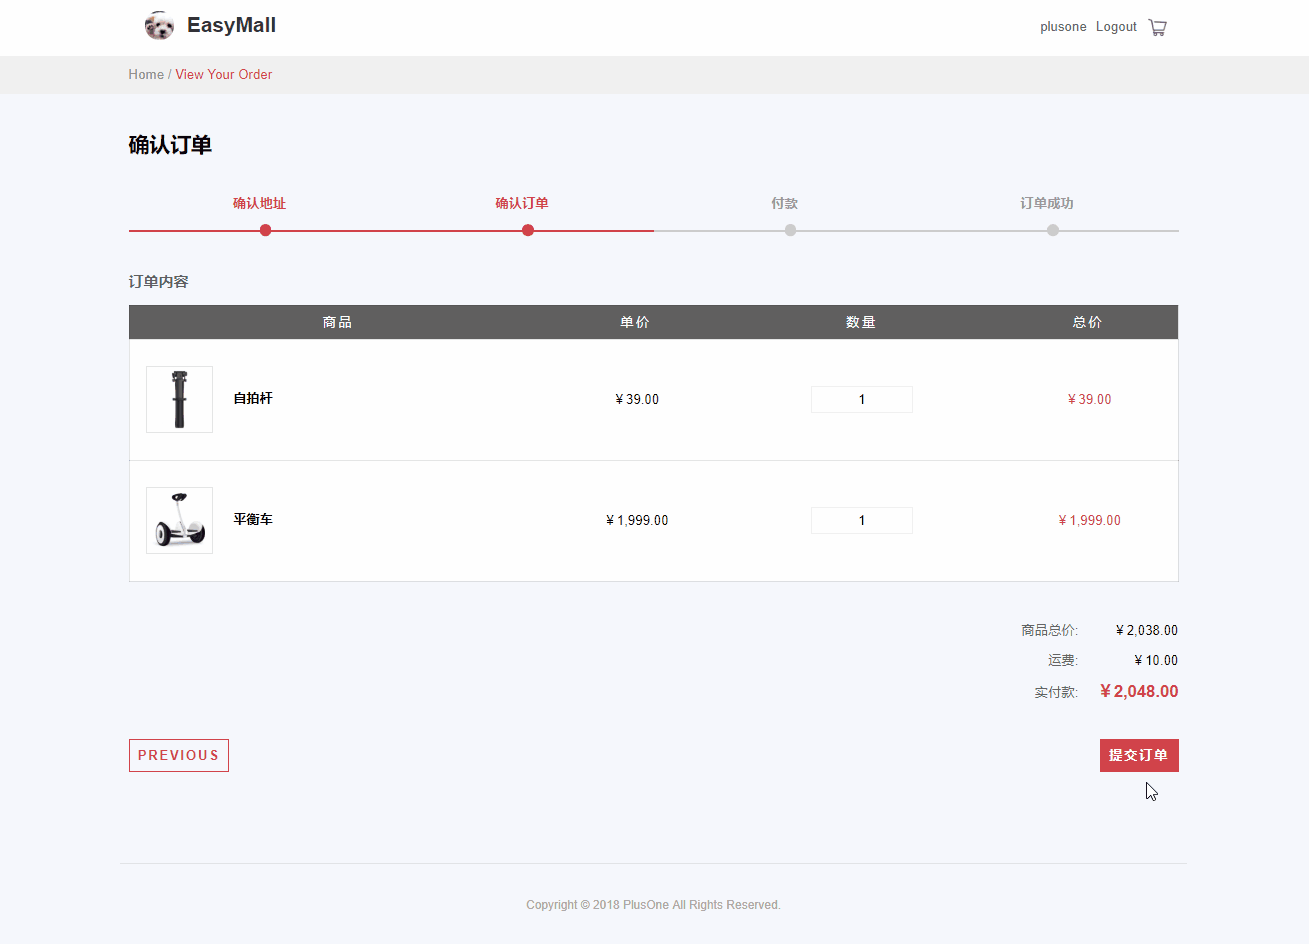 EasyMall
plusone Logout
Home / View Your Order
确认订单
确认地址 确认订单 付款 订单成功
订单内容
商品 单价 数量 总价
自拍杆 ¥ 39.00 1 ¥ 39.00
平衡车 ¥ 1,999.00 1 ¥ 1,999.00
商品总价: ¥ 2,038.00
运费: ¥ 10.00
实付款: ¥ 2,048.00
PREVIOUS 提交订单
Copyright © 2018 PlusOne All Rights Reserved.